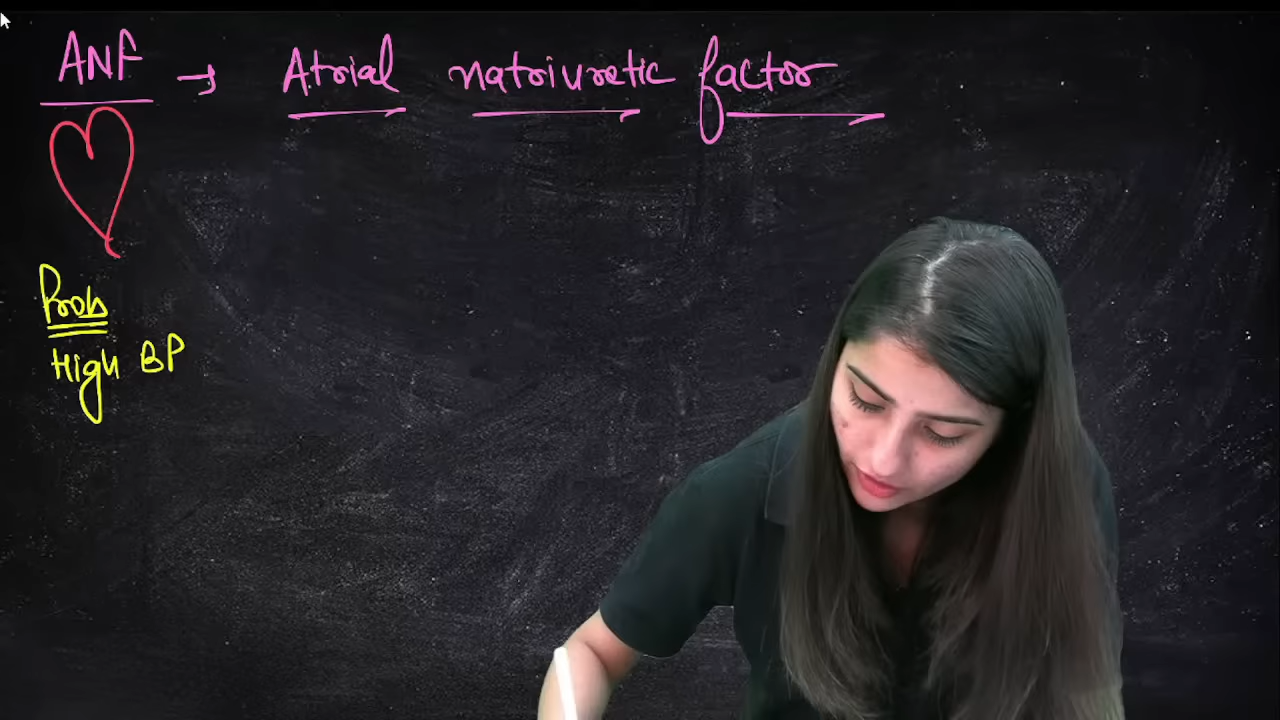 ANF → Atrial natriuretic factor
Prob
High BP